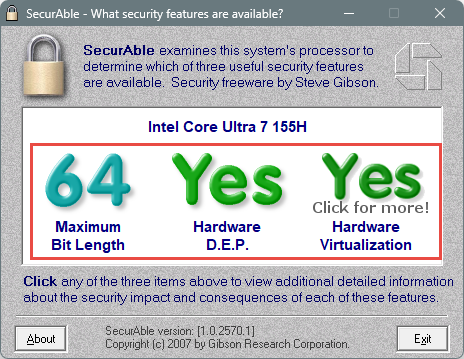 SecurAble - What security features are available?
SecurAble examines this system's processor to
determine which of three useful security features
are available. Security freeware by Steve Gibson.
Intel Core Ultra 7 155H
64 Yes Yes
Click for more!
Maximum Hardware Hardware
Bit Length D.E.P. Virtualization
Click any of the three items above to view additional detailed information
about the security impact and consequences of each of these features.
About
SecurAble version: [1.0.2570.1]
Copyright (c) 2007 by Gibson Research Corporation.
Exit